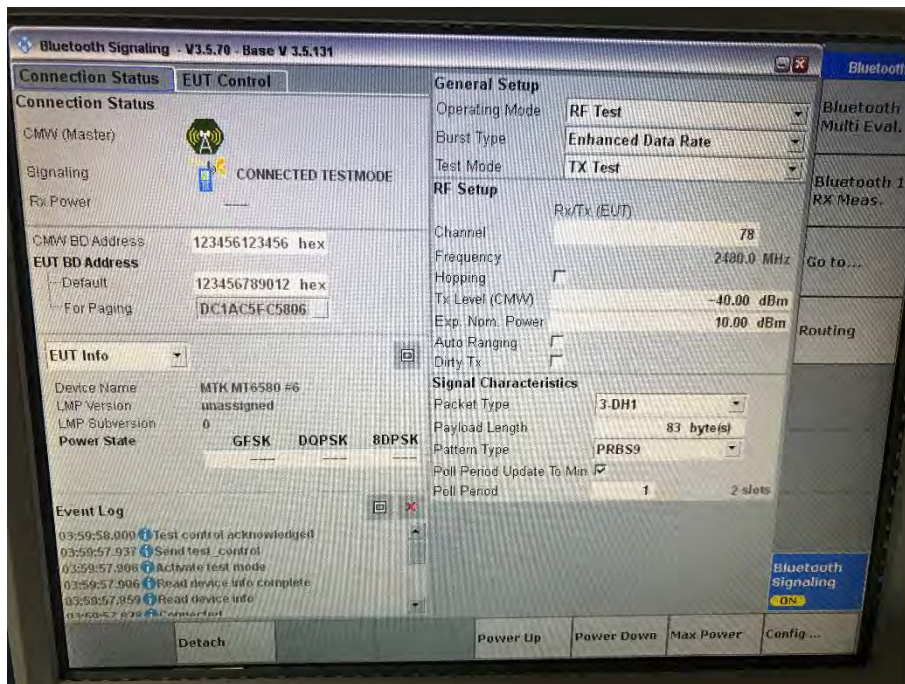 Bluetooth Signaling - V3.5.70 - Base V 3.5.131
Connection Status EUT Control
Connection Status
CMW (Master)
Signaling CONNECTED TESTMODE
Rx Power ---
CMW BD Address 123456123456 hex
EUT BD Address
Default 123456789012 hex
For Paging DC1AC5FC5806
EUT Info
Device Name MTK MT6580 #6
LMP Version unassigned
LMP Subversion 0
Power State GFSK DQPSK 8DPSK
--- --- ---
Event Log
03:59:58.009 Test control acknowledged
03:59:57.937 Send test_control
03:59:57.906 Activate test mode
03:59:57.906 Read device info complete
03:59:57.859 Read device info
Connected
General Setup
Operating Mode RF Test
Burst Type Enhanced Data Rate
Test Mode TX Test
RF Setup
Rx/Tx (EUT)
Channel 78
Frequency 2480.0 MHz
Hopping
Tx Level (CMW) -40.00 dBm
Exp. Nom. Power 10.00 dBm
Auto Ranging
Dirty Tx
Signal Characteristics
Packet Type 3-DH1
Payload Length 83 byte(s)
Pattern Type PRBS9
Poll Period Update To Min
Poll Period 1 2 slots
Bluetooth
Multi Eval.
Bluetooth 1
RX Meas.
Go to...
Routing
Bluetooth
Signaling
ON
Detach Power Up Power Down Max Power Config ...